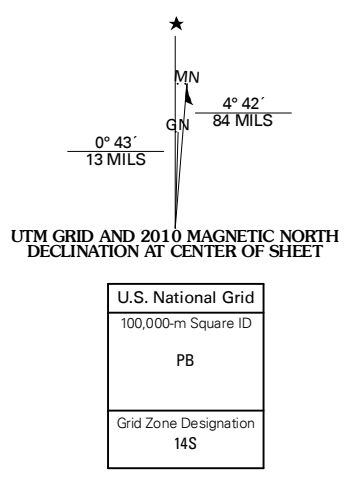 MN
4° 42´
84 MILS
GN
0° 43´
13 MILS
UTM GRID AND 2010 MAGNETIC NORTH
DECLINATION AT CENTER OF SHEET
U.S. National Grid
100,000-m Square ID
PB
Grid Zone Designation
14S